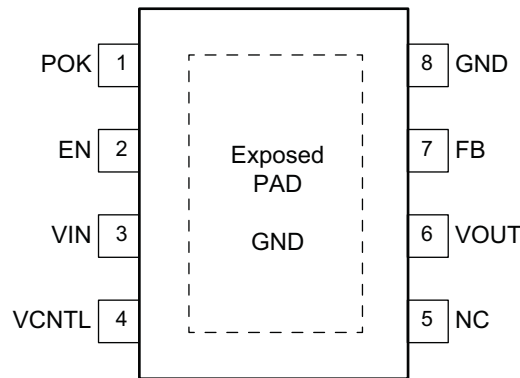 POK 1 8 GND
EN 2 7 FB
Exposed
PAD
VIN 3 GND 6 VOUT
VCNTL 4 5 NC